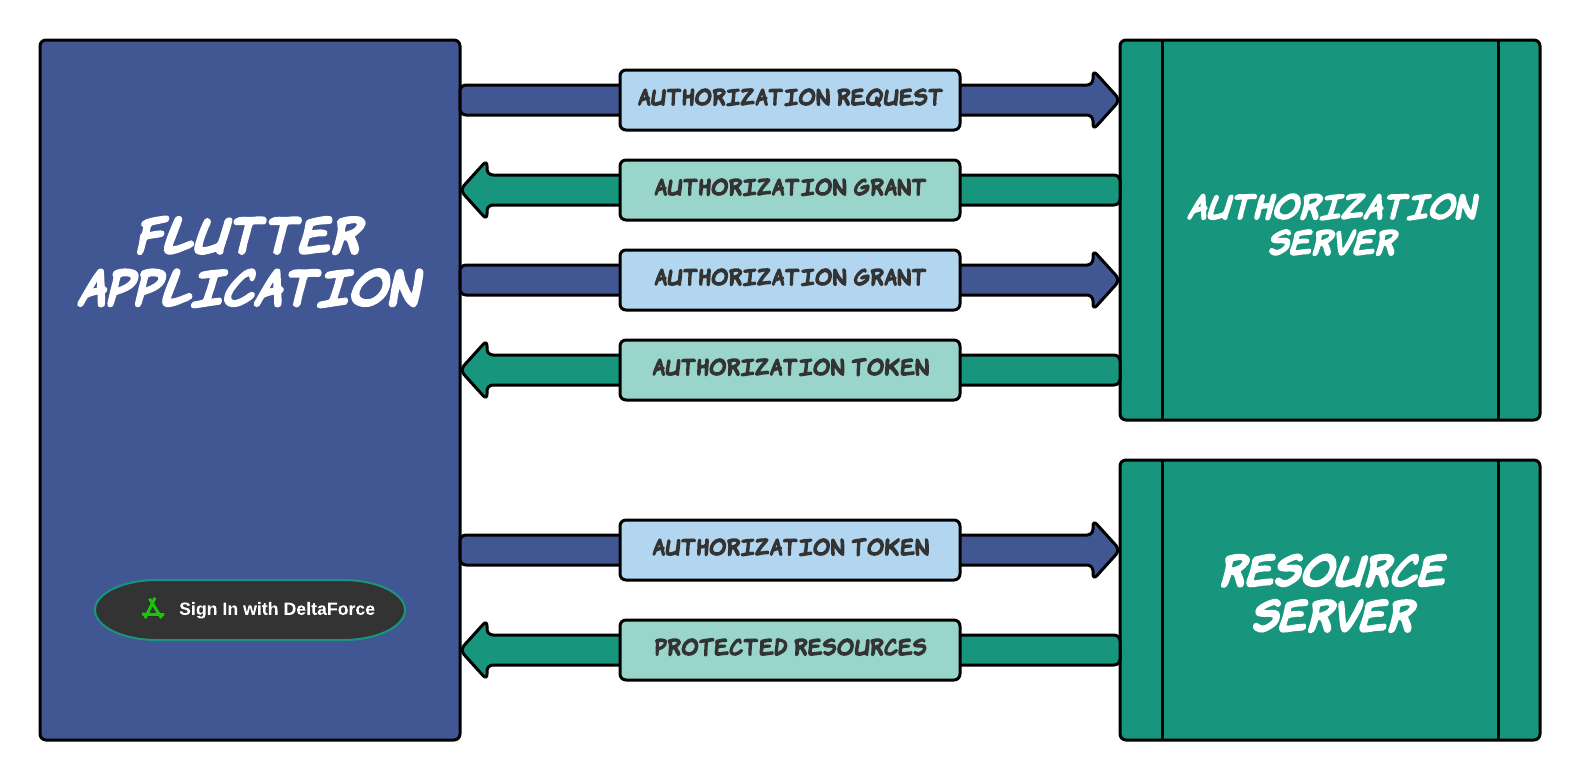 FLUTTER
APPLICATION
Sign In with DeltaForce
AUTHORIZATION REQUEST
AUTHORIZATION GRANT
AUTHORIZATION GRANT
AUTHORIZATION TOKEN
AUTHORIZATION TOKEN
PROTECTED RESOURCES
AUTHORIZATION
SERVER
RESOURCE
SERVER